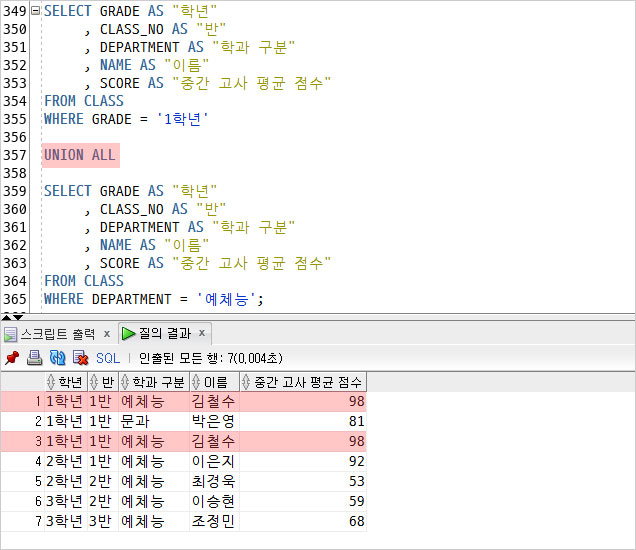 349 SELECT GRADE AS "학년"
350 , CLASS_NO AS "반"
351 , DEPARTMENT AS "학과 구분"
352 , NAME AS "이름"
353 , SCORE AS "중간 고사 평균 점수"
354 FROM CLASS
355 WHERE GRADE = '1학년'
356
357 UNION ALL
358
359 SELECT GRADE AS "학년"
360 , CLASS_NO AS "반"
361 , DEPARTMENT AS "학과 구분"
362 , NAME AS "이름"
363 , SCORE AS "중간 고사 평균 점수"
364 FROM CLASS
365 WHERE DEPARTMENT = '예체능';
스크립트 출력 x 질의 결과 x
SQL | 인출된 모든 행: 7(0,004초)
학년 반 학과 구분 이름 중간 고사 평균 점수
1 1학년 1반 예체능 김철수 98
2 1학년 1반 문과 박은영 81
3 1학년 1반 예체능 김철수 98
4 2학년 1반 예체능 이은지 92
5 2학년 2반 예체능 최경욱 53
6 3학년 2반 예체능 이승현 59
7 3학년 3반 예체능 조정민 68